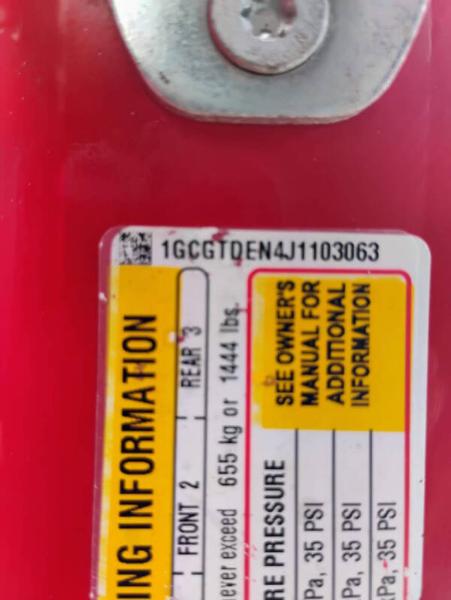 1GCGTDEN4J1103063
ING INFORMATION
FRONT 2 REAR 3
ever exceed 655 kg or 1444 lbs.
SEE OWNER'S
MANUAL FOR
ADDITIONAL
INFORMATION
RE PRESSURE
Pa, 35 PSI
Pa, 35 PSI
Pa, 35 PSI